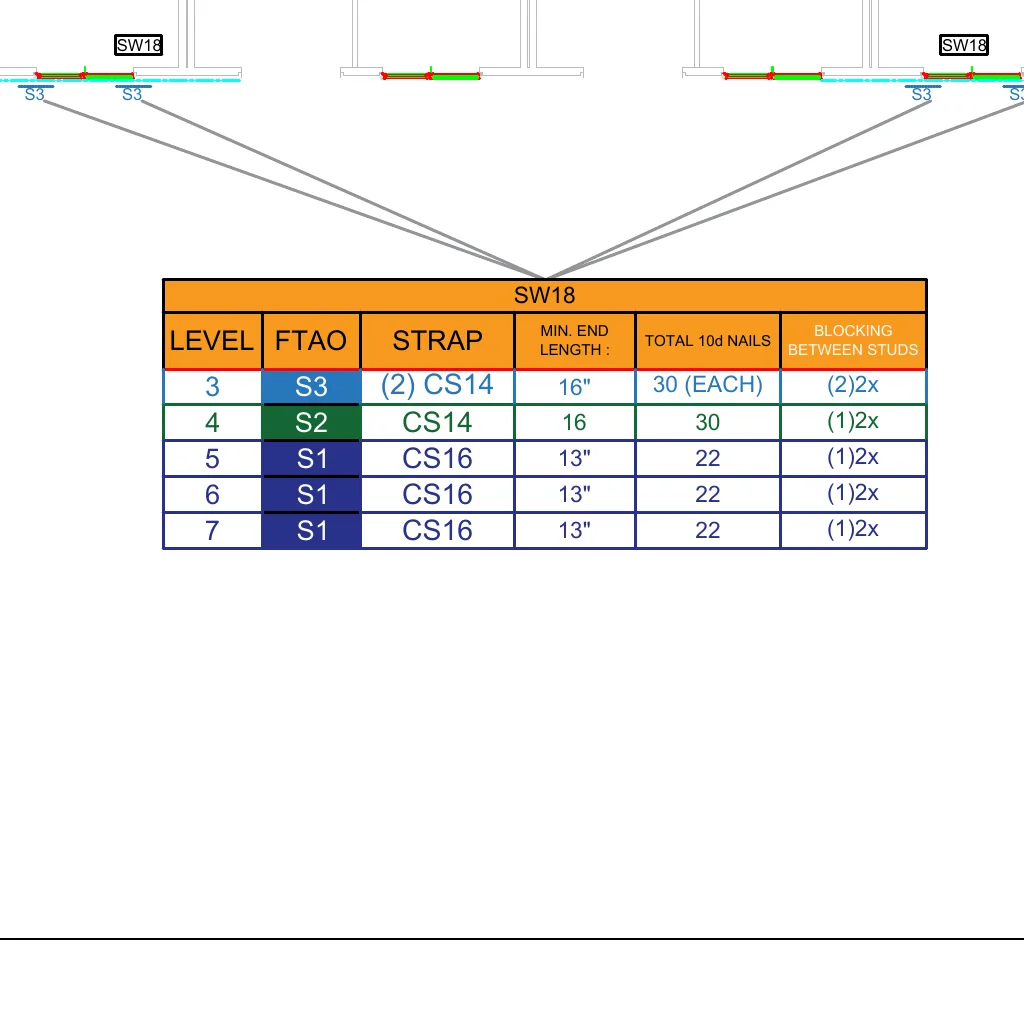 SW18 SW18
S3 S3 S3 S3
SW18
LEVEL FTAO STRAP MIN. END LENGTH : TOTAL 10d NAILS BLOCKING BETWEEN STUDS
3 S3 (2) CS14 16" 30 (EACH) (2)2x
4 S2 CS14 16 30 (1)2x
5 S1 CS16 13" 22 (1)2x
6 S1 CS16 13" 22 (1)2x
7 S1 CS16 13" 22 (1)2x